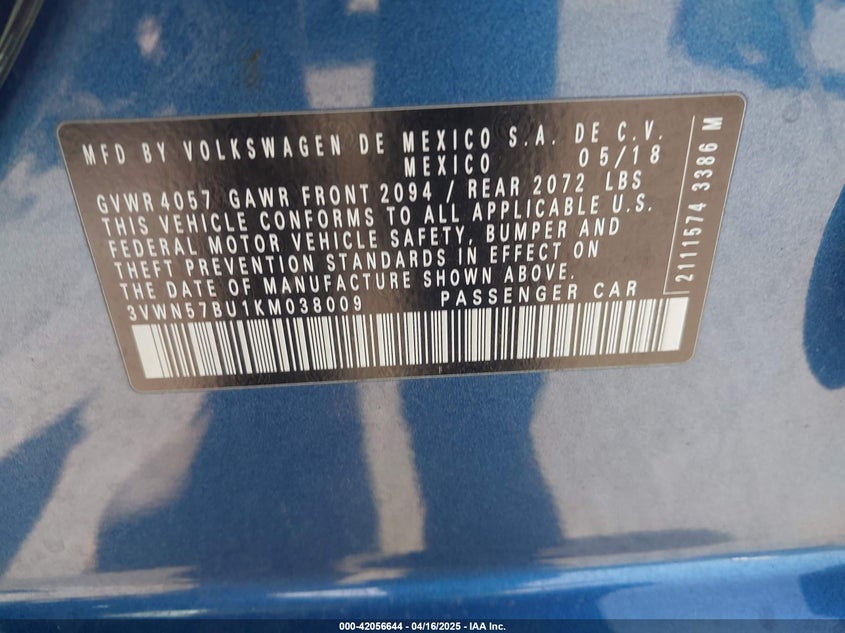 MFD BY VOLKSWAGEN DE MEXICO S.A. DE C.V.
MEXICO 05/18
GVWR 4057 GAWR FRONT 2094 / REAR 2072 LBS
THIS VEHICLE CONFORMS TO ALL APPLICABLE U.S.
FEDERAL MOTOR VEHICLE SAFETY, BUMPER AND
THEFT PREVENTION STANDARDS IN EFFECT ON
THE DATE OF MANUFACTURE SHOWN ABOVE.
3VWN57BU1KM038009 PASSENGER CAR
2111574 3386 M
000-42056644 - 04/16/2025 - IAA Inc.